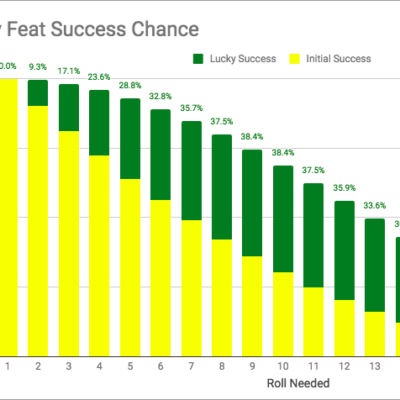 Feat Success Chance
Lucky Success Initial Success
0.0% 9.3% 17.1% 23.6% 28.8% 32.8% 35.7% 37.5% 38.4% 38.4% 37.5% 35.9% 33.6%
1 2 3 4 5 6 7 8 9 10 11 12 13
Roll Needed